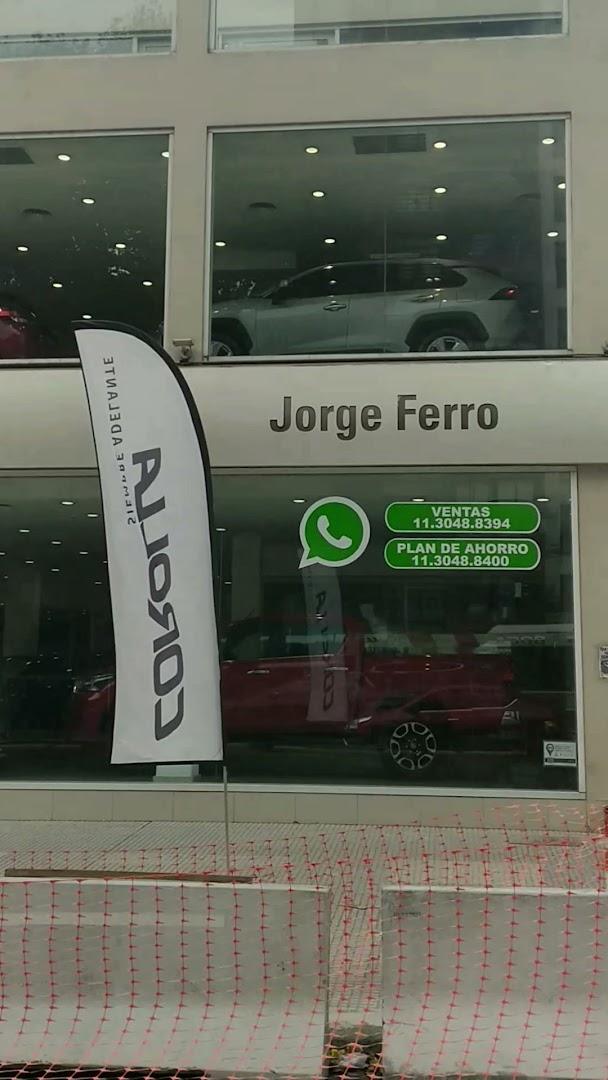 Jorge Ferro
VENTAS
11.3048.8394
PLAN DE AHORRO
11.3048.8400
COROLLA
SIEMPRE ADELANTE